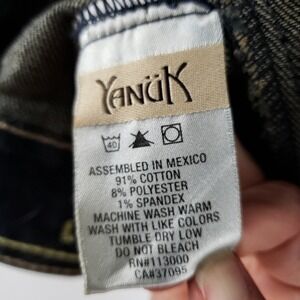 YANÜK
40
ASSEMBLED IN MEXICO
91% COTTON
8% POLYESTER
1% SPANDEX
MACHINE WASH WARM
WASH WITH LIKE COLORS
TUMBLE DRY LOW
DO NOT BLEACH
RN#113000
CA#37095